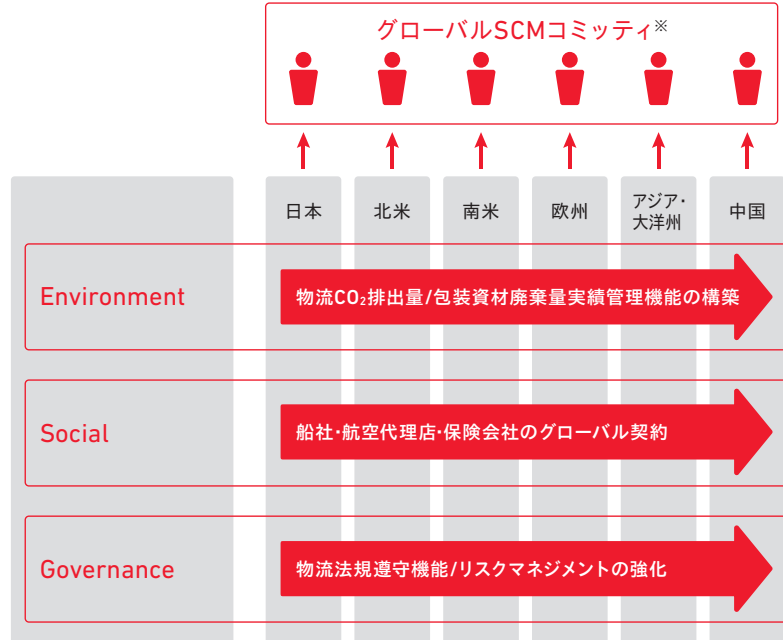 グローバルSCMコミッティ※
日本
北米
南米
欧州
アジア・
大洋州
中国
Environment
物流CO₂排出量/包装資材廃棄量実績管理機能の構築
Social
船社・航空代理店・保険会社のグローバル契約
Governance
物流法規遵守機能/リスクマネジメントの強化